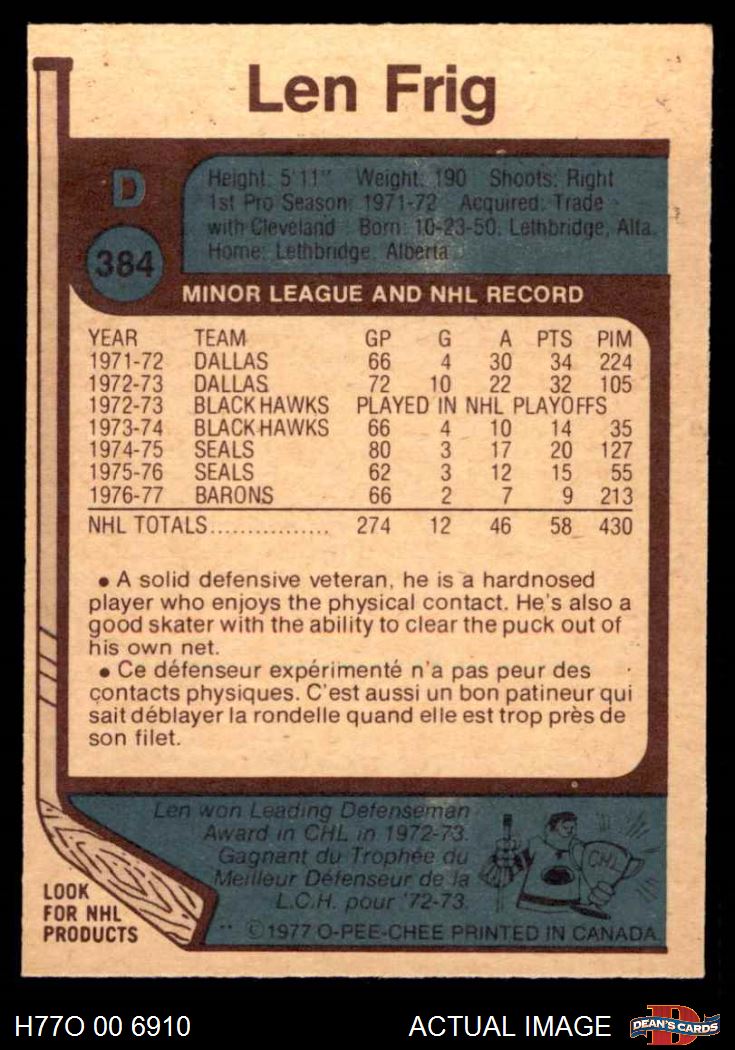 Len Frig
D
Height: 5'11" Weight: 190 Shoots: Right
1st Pro Season: 1971-72 Acquired: Trade
with Cleveland Born: 10-23-50, Lethbridge, Alta.
Home: Lethbridge, Alberta
384
MINOR LEAGUE AND NHL RECORD
YEAR TEAM GP G A PTS PIM
1971-72 DALLAS 66 4 30 34 224
1972-73 DALLAS 72 10 22 32 105
1972-73 BLACK HAWKS PLAYED IN NHL PLAYOFFS
1973-74 BLACK HAWKS 66 4 10 14 35
1974-75 SEALS 80 3 17 20 127
1975-76 SEALS 62 3 12 15 55
1976-77 BARONS 66 2 7 9 213
NHL TOTALS................ 274 12 46 58 430
• A solid defensive veteran, he is a hardnosed
player who enjoys the physical contact. He's also a
good skater with the ability to clear the puck out of
his own net.
• Ce défenseur expérimenté n'a pas peur des
contacts physiques. C'est aussi un bon patineur qui
sait déblayer la rondelle quand elle est trop près de
son filet.
Len won Leading Defenseman
Award in CHL in 1972-73.
Gagnant du Trophée du
Meilleur Défenseur de la
L.C.H. pour '72-73.
CHL
LOOK
FOR NHL
PRODUCTS
** ©1977 O-PEE-CHEE PRINTED IN CANADA
H77O 00 6910
ACTUAL IMAGE
D
DEAN'S CARDS